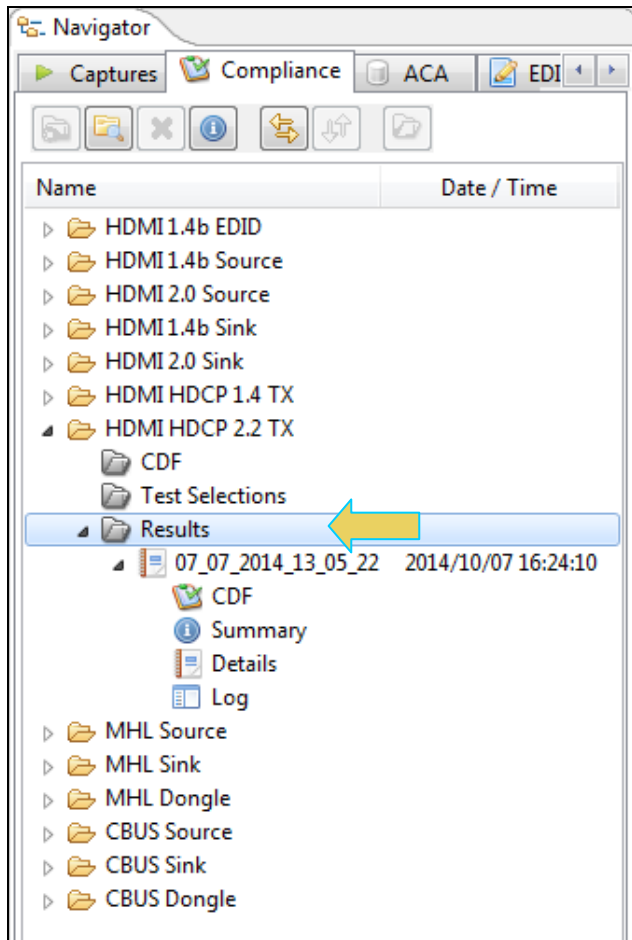 Navigator
Captures Compliance ACA EDI
Name Date / Time
HDMI 1.4b EDID
HDMI 1.4b Source
HDMI 2.0 Source
HDMI 1.4b Sink
HDMI 2.0 Sink
HDMI HDCP 1.4 TX
HDMI HDCP 2.2 TX
CDF
Test Selections
Results
07_07_2014_13_05_22 2014/10/07 16:24:10
CDF
Summary
Details
Log
MHL Source
MHL Sink
MHL Dongle
CBUS Source
CBUS Sink
CBUS Dongle